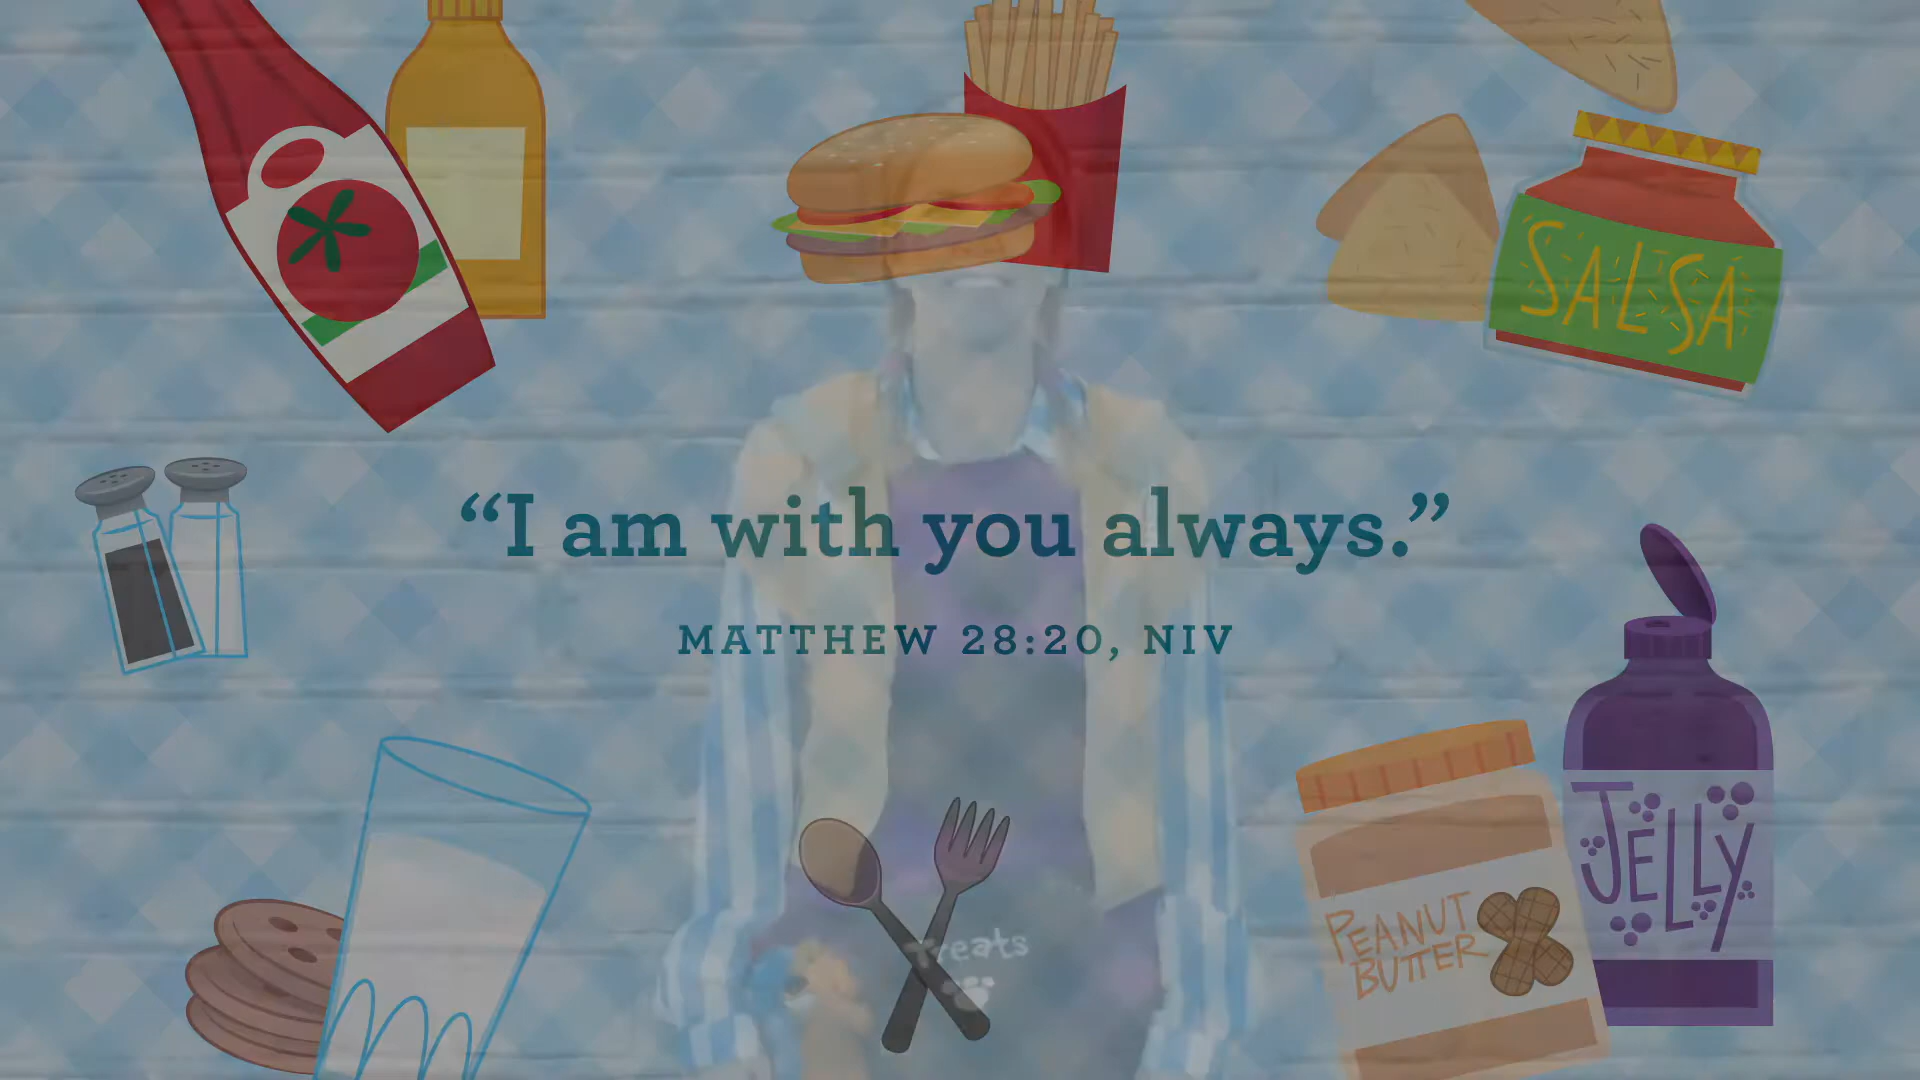 SALSA
“I am with you always.”
MATTHEW 28:20, NIV
JELLY
PEANUT
BUTTER
Treats